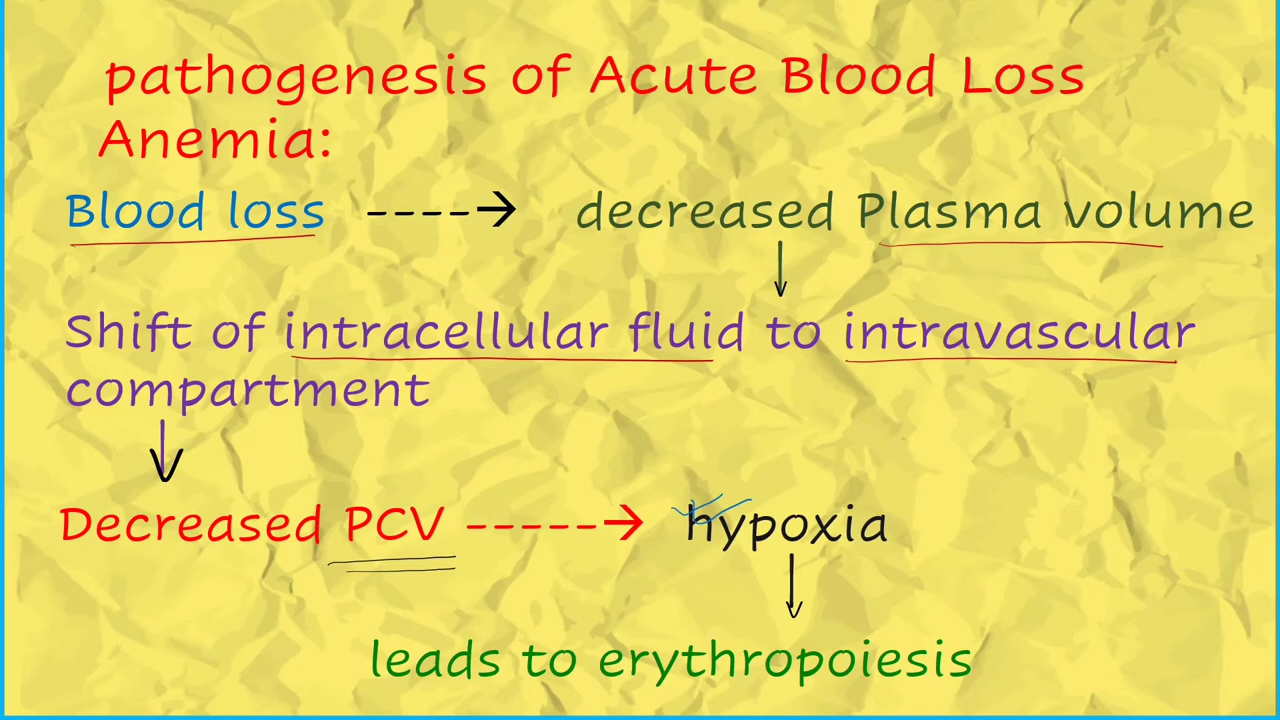 pathogenesis of Acute Blood Loss
Anemia:
Blood loss ----→ decreased Plasma volume
Shift of intracellular fluid to intravascular
compartment
Decreased PCV -----→ hypoxia
leads to erythropoiesis